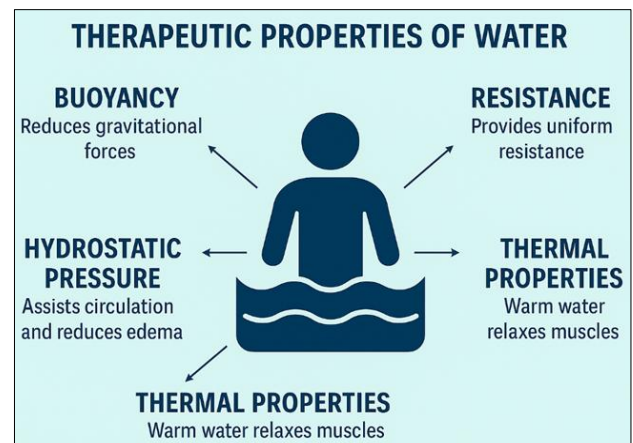 THERAPEUTIC PROPERTIES OF WATER
BUOYANCY
Reduces gravitational
forces
RESISTANCE
Provides uniform
resistance
HYDROSTATIC
PRESSURE
Assists circulation
and reduces edema
THERMAL
PROPERTIES
Warm water
relaxes muscles
THERMAL PROPERTIES
Warm water relaxes muscles